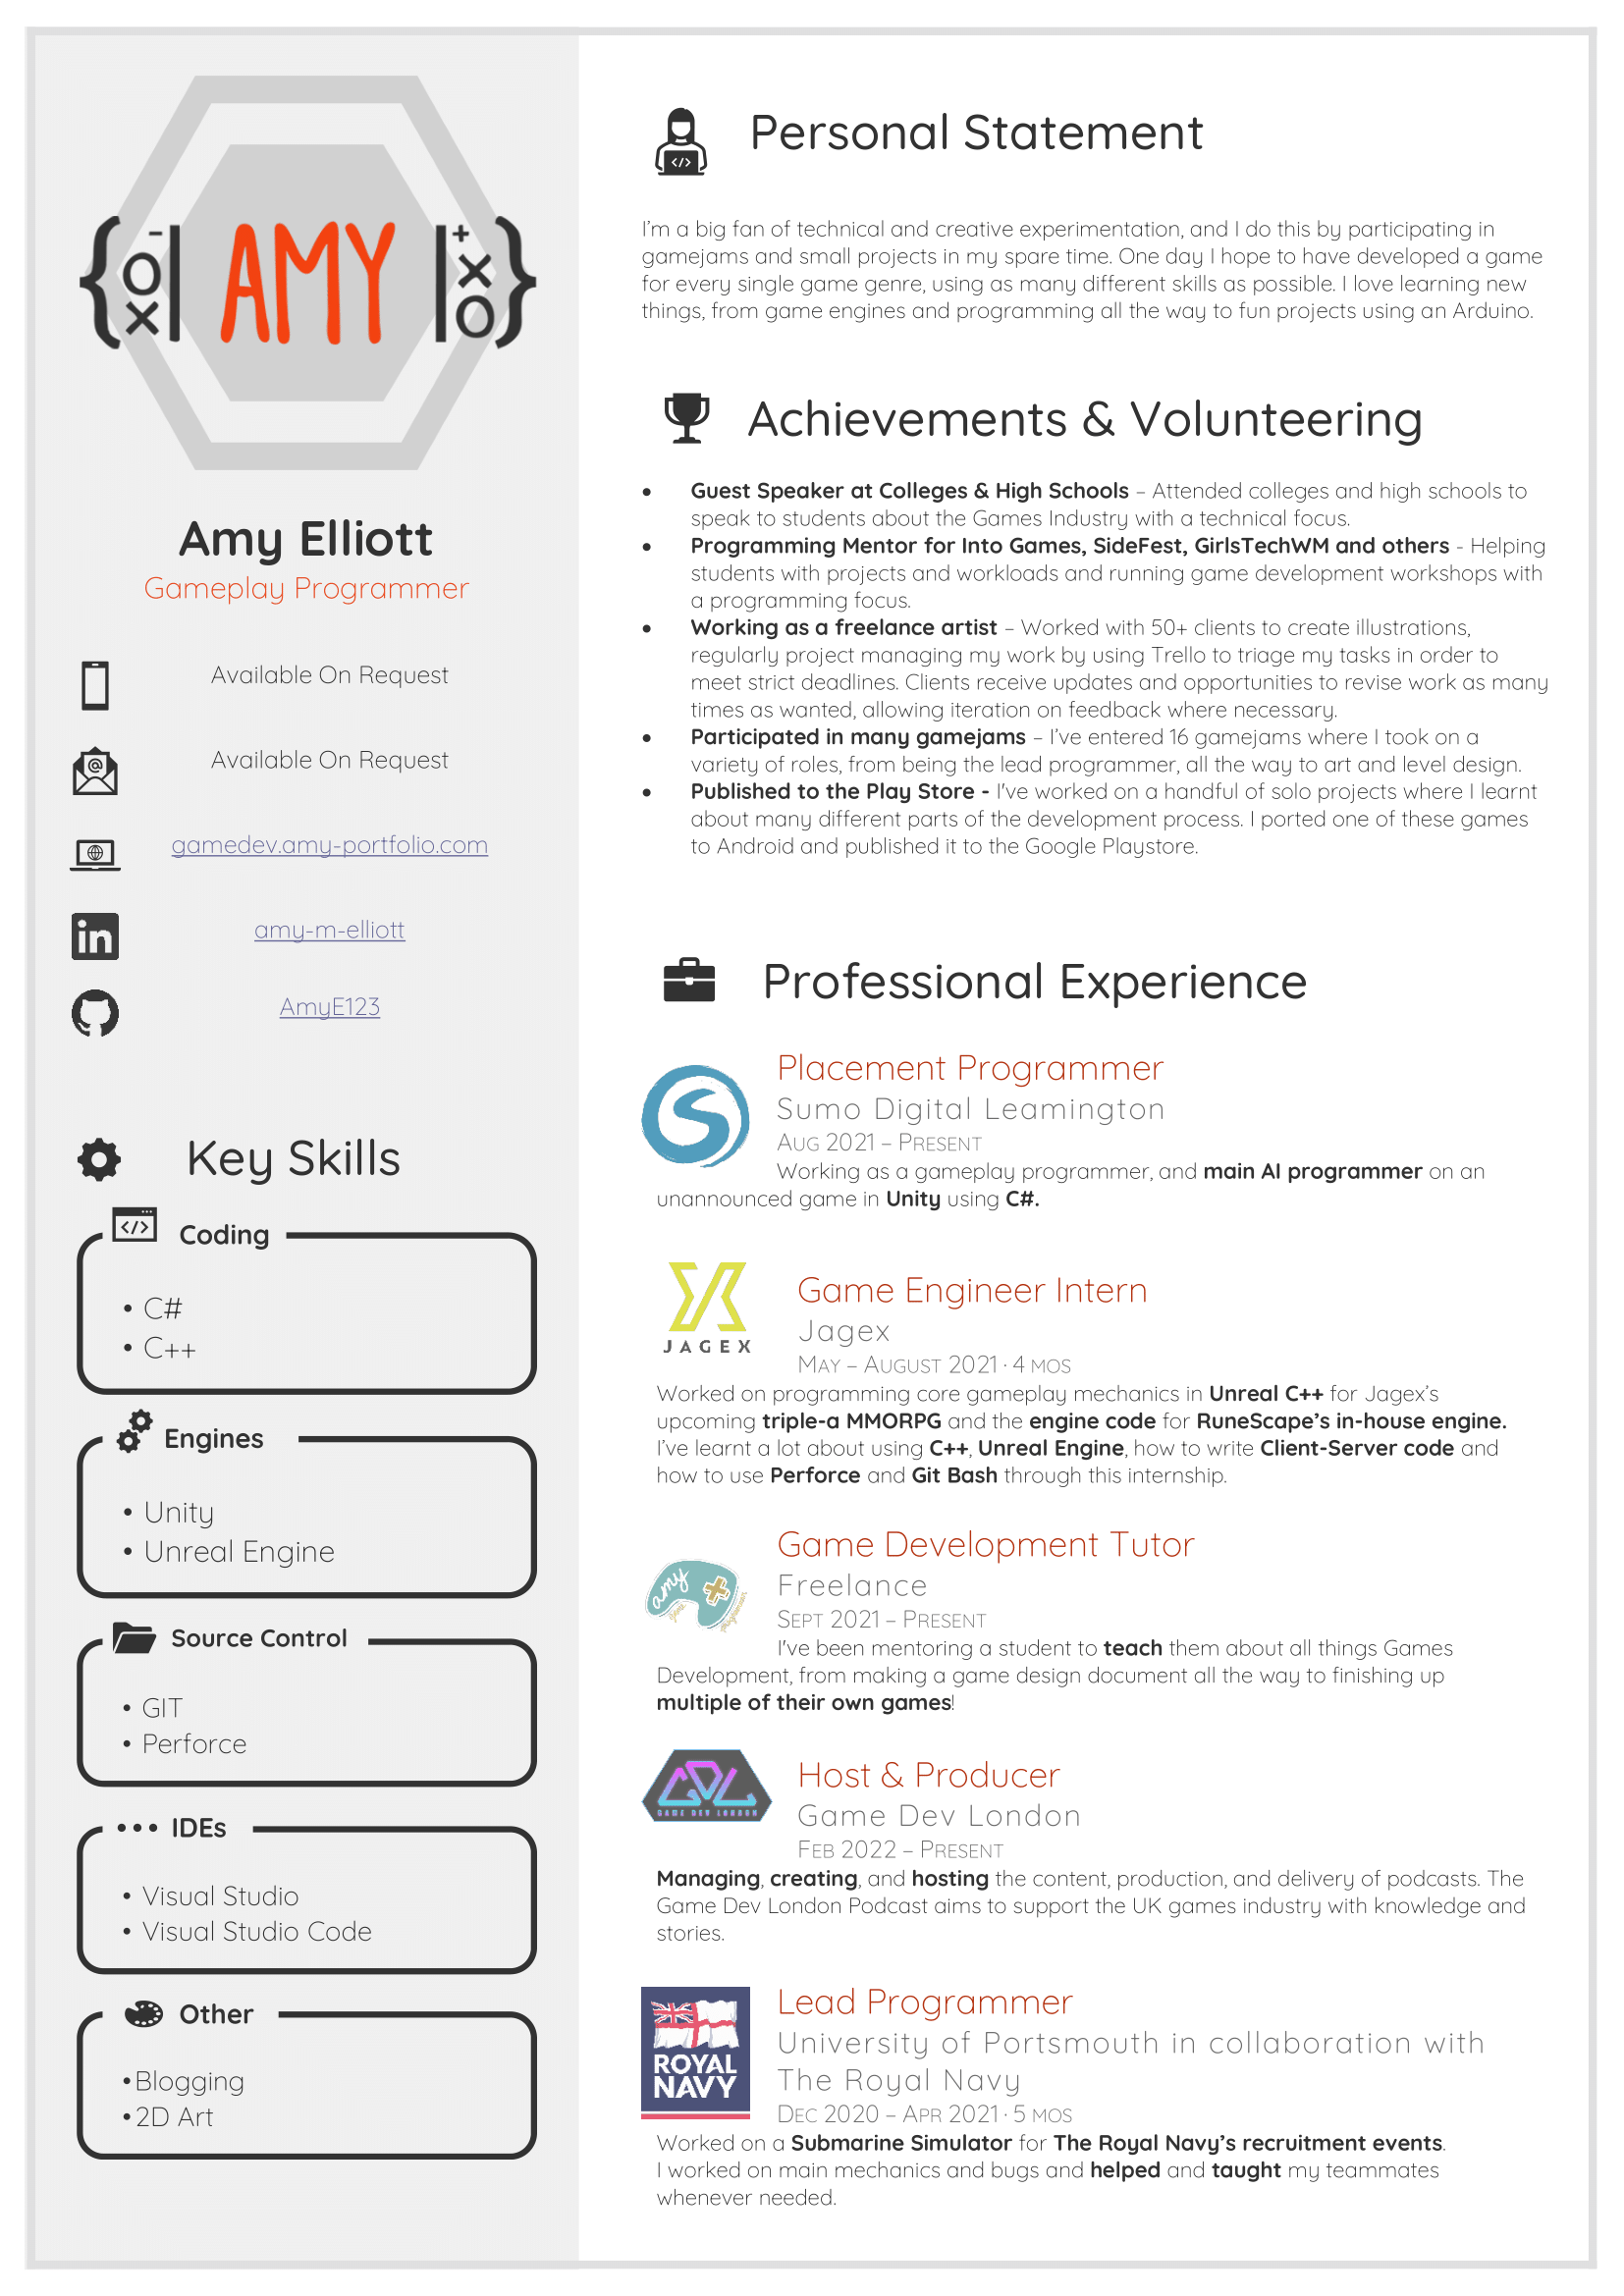 AMY
Amy Elliott
Gameplay Programmer
Available On Request
Available On Request
gamedev.amy-portfolio.com
amy-m-elliott
AmyE123
Key Skills
Coding
• C#
• C++
Engines
• Unity
• Unreal Engine
Source Control
• GIT
• Perforce
IDEs
• Visual Studio
• Visual Studio Code
Other
•Blogging
•2D Art
Personal Statement
I'm a big fan of technical and creative experimentation, and I do this by participating in
gamejams and small projects in my spare time. One day I hope to have developed a game
for every single game genre, using as many different skills as possible. I love learning new
things, from game engines and programming all the way to fun projects using an Arduino.
Achievements & Volunteering
• Guest Speaker at Colleges & High Schools – Attended colleges and high schools to
speak to students about the Games Industry with a technical focus.
• Programming Mentor for Into Games, SideFest, GirlsTechWM and others - Helping
students with projects and workloads and running game development workshops with
a programming focus.
• Working as a freelance artist – Worked with 50+ clients to create illustrations,
regularly project managing my work by using Trello to triage my tasks in order to
meet strict deadlines. Clients receive updates and opportunities to revise work as many
times as wanted, allowing iteration on feedback where necessary.
• Participated in many gamejams – I've entered 16 gamejams where I took on a
variety of roles, from being the lead programmer, all the way to art and level design.
• Published to the Play Store - I've worked on a handful of solo projects where I learnt
about many different parts of the development process. I ported one of these games
to Android and published it to the Google Playstore.
Professional Experience
Placement Programmer
Sumo Digital Leamington
AUG 2021 – PRESENT
Working as a gameplay programmer, and main AI programmer on an
unannounced game in Unity using C#.
JAGEX
Game Engineer Intern
Jagex
MAY – AUGUST 2021 · 4 MOS
Worked on programming core gameplay mechanics in Unreal C++ for Jagex's
upcoming triple-a MMORPG and the engine code for RuneScape's in-house engine.
I've learnt a lot about using C++, Unreal Engine, how to write Client-Server code and
how to use Perforce and Git Bash through this internship.
amy
Game Development Tutor
Freelance
SEPT 2021 – PRESENT
I've been mentoring a student to teach them about all things Games
Development, from making a game design document all the way to finishing up
multiple of their own games!
GDL
GAME DEV LONDON
Host & Producer
Game Dev London
FEB 2022 – PRESENT
Managing, creating, and hosting the content, production, and delivery of podcasts. The
Game Dev London Podcast aims to support the UK games industry with knowledge and
stories.
ROYAL
NAVY
Lead Programmer
University of Portsmouth in collaboration with
The Royal Navy
DEC 2020 – APR 2021 · 5 MOS
Worked on a Submarine Simulator for The Royal Navy's recruitment events.
I worked on main mechanics and bugs and helped and taught my teammates
whenever needed.